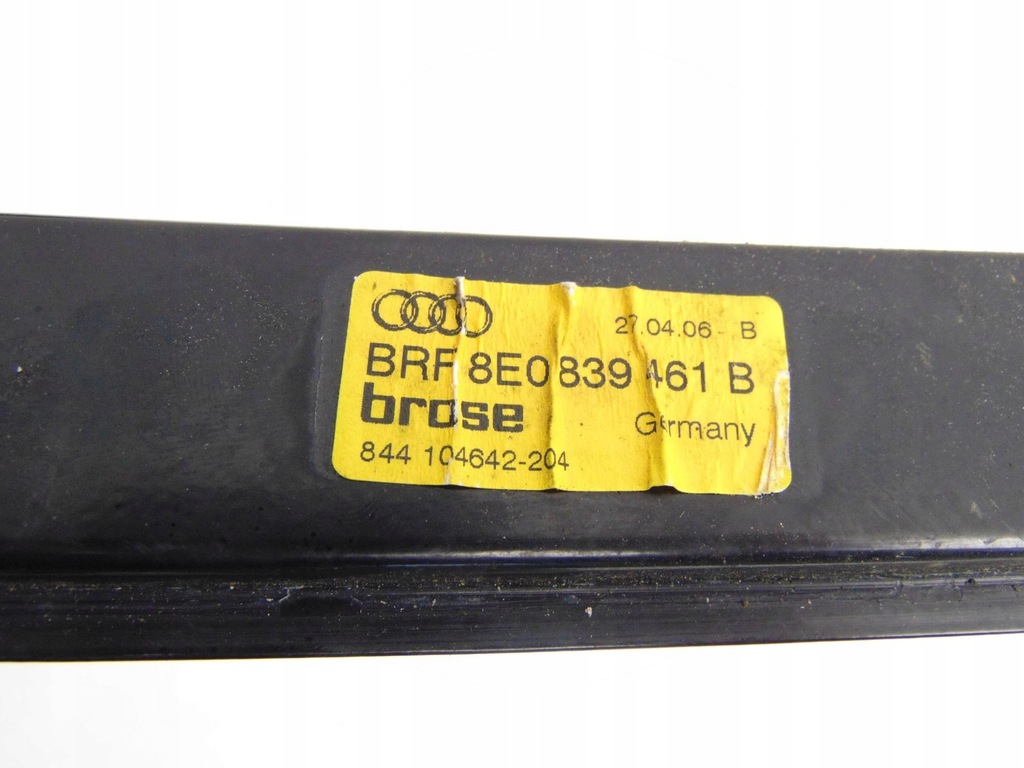 27.04.06 - B
BRF 8E0 839 461 B
brose
Germany
844 104642-204